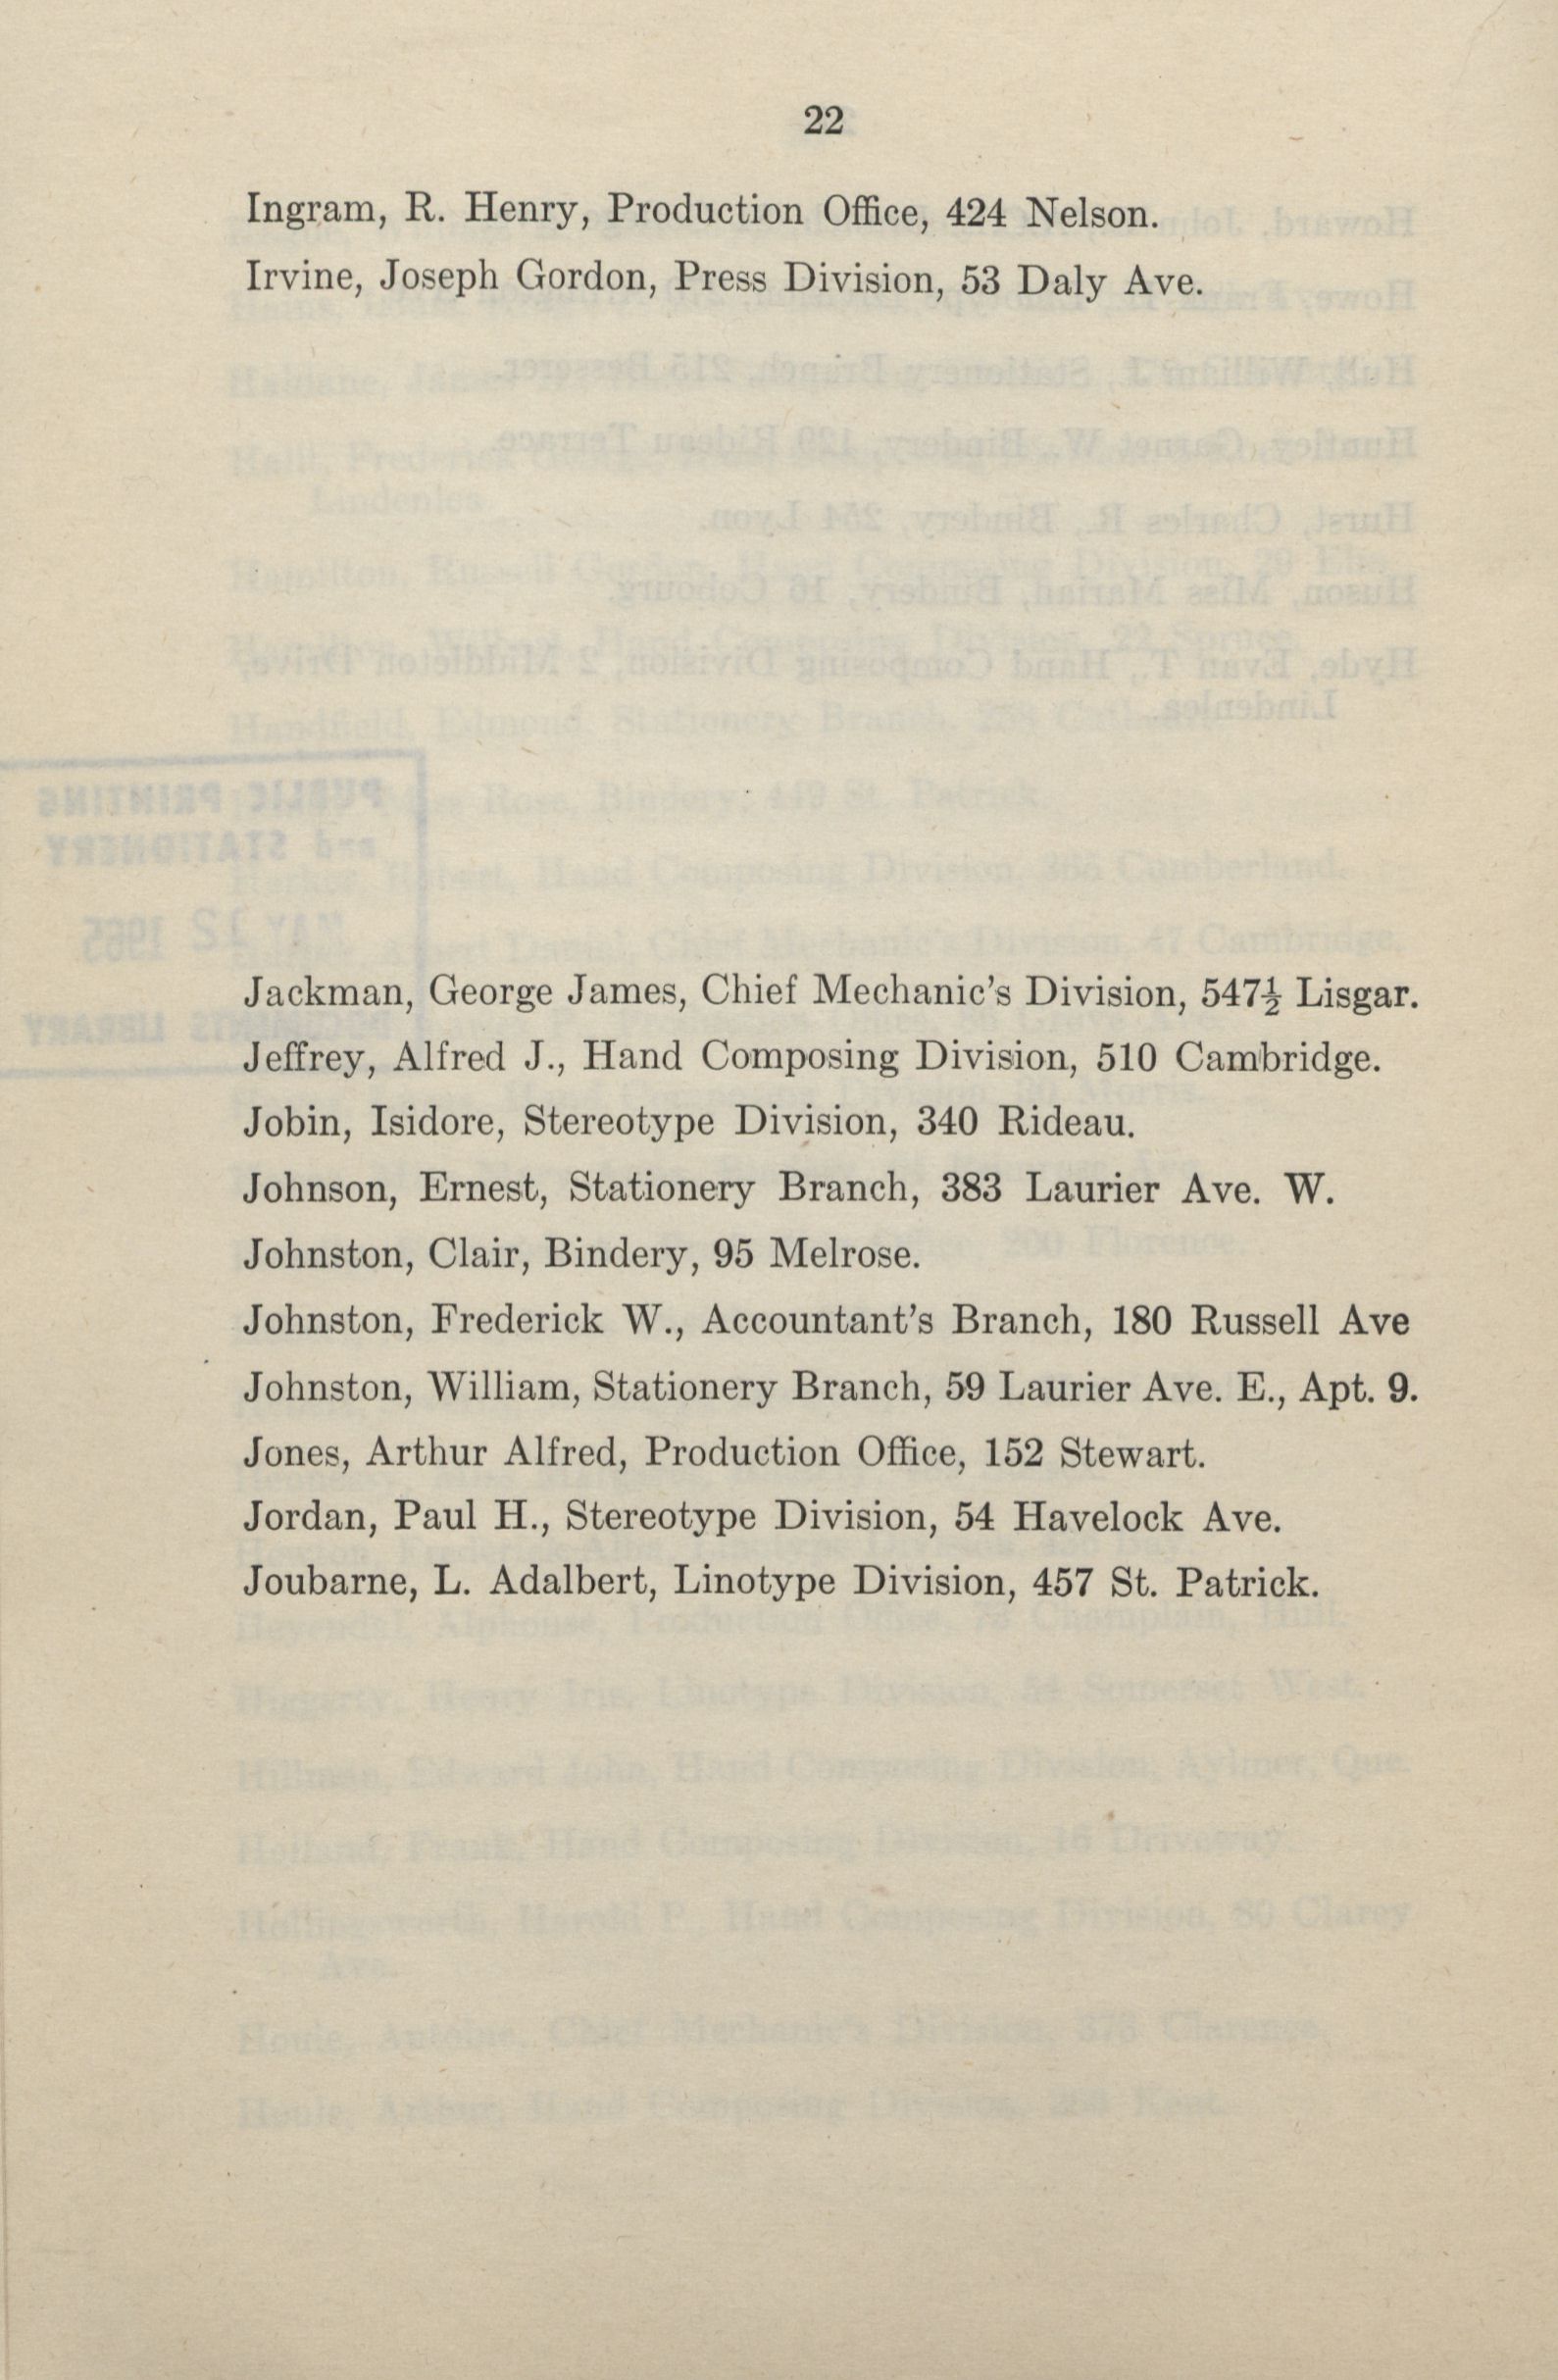 22
Ingram, R. Henry, Production Office, 424 Nelson.
Irvine, Joseph Gordon, Press Division, 53 Daly Ave.
Jackman, George James, Chief Mechanic's Division, 547½ Lisgar.
Jeffrey, Alfred J., Hand Composing Division, 510 Cambridge.
Jobin, Isidore, Stereotype Division, 340 Rideau.
Johnson, Ernest, Stationery Branch, 383 Laurier Ave. W.
Johnston, Clair, Bindery, 95 Melrose.
Johnston, Frederick W., Accountant's Branch, 180 Russell Ave
Johnston, William, Stationery Branch, 59 Laurier Ave. E., Apt. 9.
Jones, Arthur Alfred, Production Office, 152 Stewart.
Jordan, Paul H., Stereotype Division, 54 Havelock Ave.
Joubarne, L. Adalbert, Linotype Division, 457 St. Patrick.